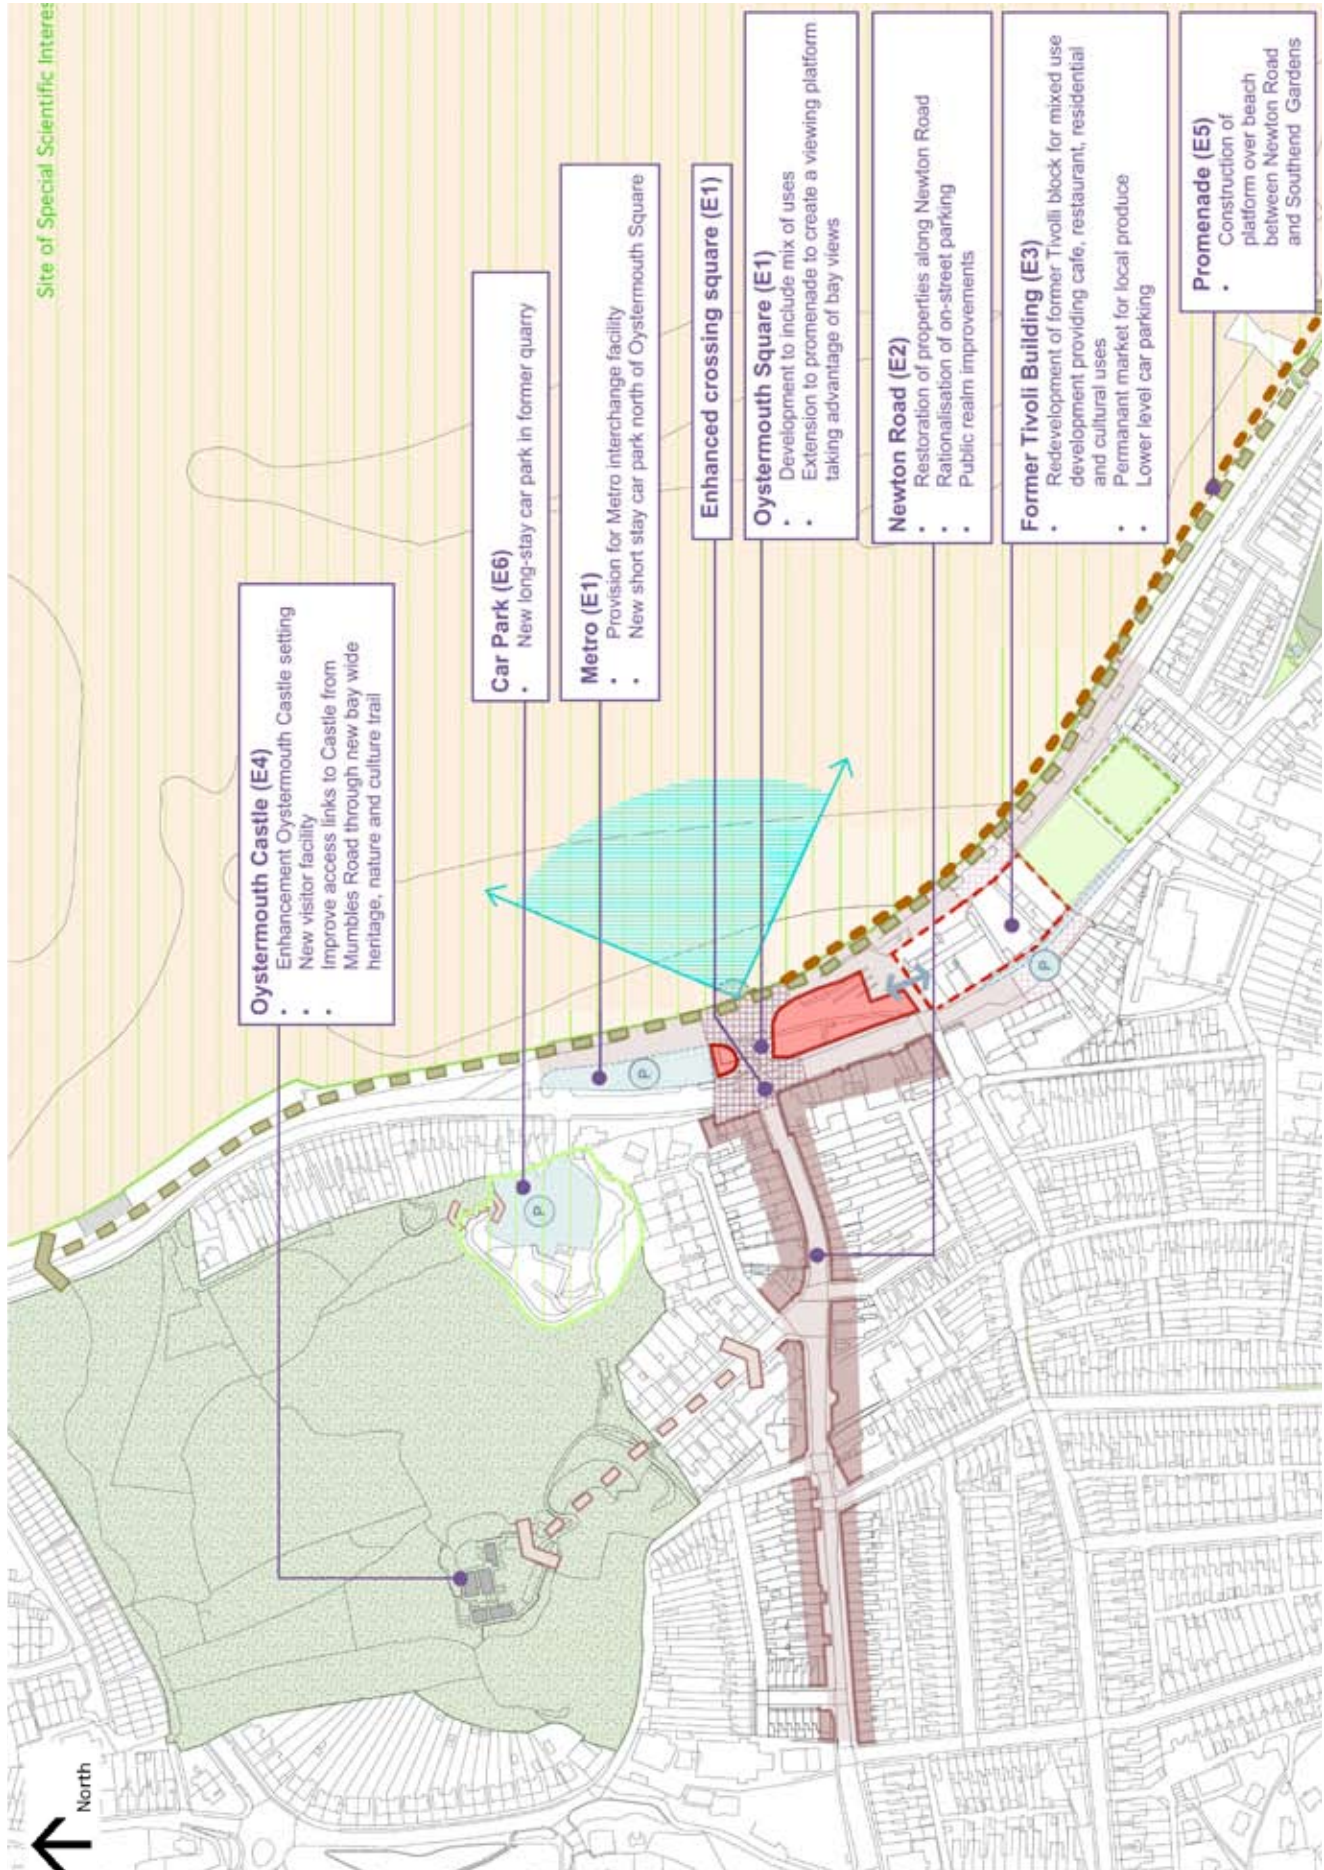 Site of Special Scientific Interes
Oystermouth Castle (E4)
• Enhancement Oystermouth Castle setting
• New visitor facility
• Improve access links to Castle from
Mumbles Road through new bay wide
heritage, nature and culture trail
Car Park (E6)
• New long-stay car park in former quarry
Metro (E1)
• Provision for Metro interchange facility
• New short stay car park north of Oystermouth Square
Enhanced crossing square (E1)
Oystermouth Square (E1)
• Development to include mix of uses
• Extension to promenade to create a viewing platform
taking advantage of bay views
Newton Road (E2)
• Restoration of properties along Newton Road
• Rationalisation of on-street parking
• Public realm improvements
Former Tivoli Building (E3)
• Redevelopment of former Tivolli block for mixed use
development providing cafe, restaurant, residential
and cultural uses
• Permanant market for local produce
• Lower level car parking
Promenade (E5)
• Construction of
platform over beach
between Newton Road
and Southend Gardens
P
P
P
North